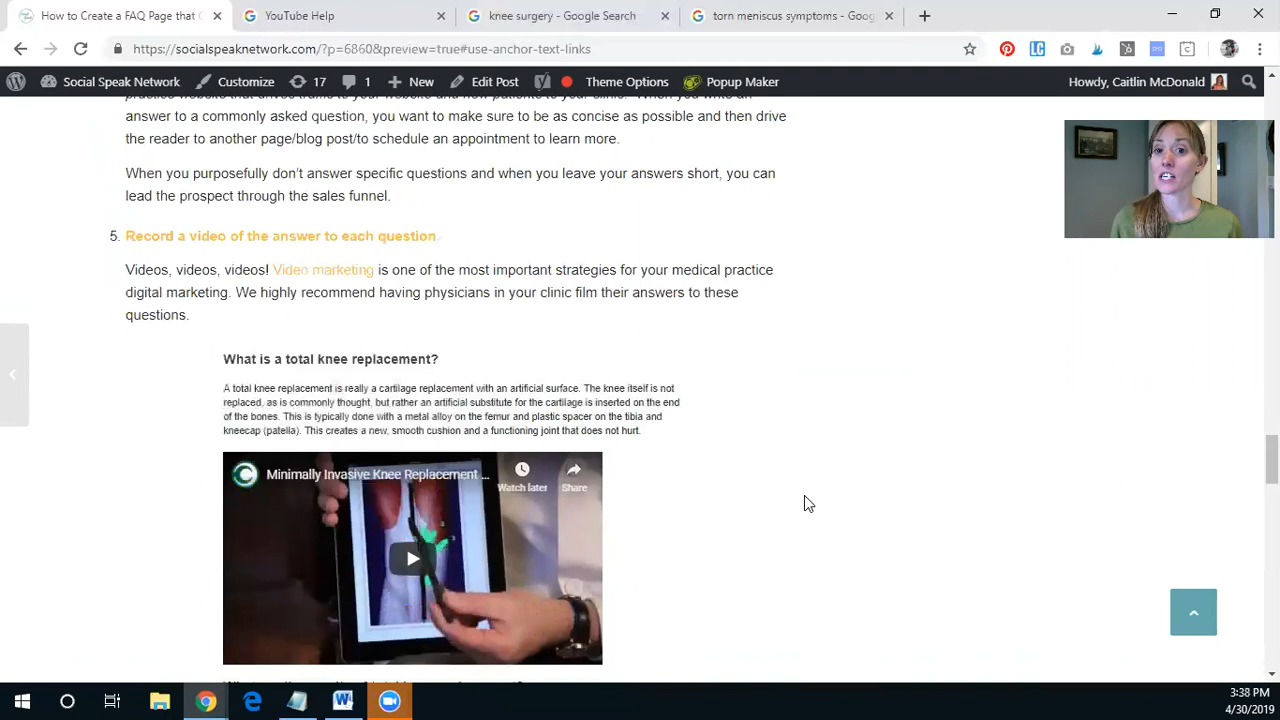 How to Create a FAQ Page that C
YouTube Help
knee surgery - Google Search
torn meniscus symptoms - Goog
https://socialspeaknetwork.com/?p=6860&preview=true#use-anchor-text-links
Social Speak Network
Customize
17
1
New
Edit Post
Theme Options
Popup Maker
Howdy, Caitlin McDonald
answer to a commonly asked question, you want to make sure to be as concise as possible and then drive
the reader to another page/blog post/to schedule an appointment to learn more.
When you purposefully don't answer specific questions and when you leave your answers short, you can
lead the prospect through the sales funnel.
5. Record a video of the answer to each question.
Videos, videos, videos! Video marketing is one of the most important strategies for your medical practice
digital marketing. We highly recommend having physicians in your clinic film their answers to these
questions.
What is a total knee replacement?
A total knee replacement is really a cartilage replacement with an artificial surface. The knee itself is not
replaced, as is commonly thought, but rather an artificial substitute for the cartilage is inserted on the end
of the bones. This is typically done with a metal alloy on the femur and plastic spacer on the tibia and
kneecap (patella). This creates a new, smooth cushion and a functioning joint that does not hurt.
Minimally Invasive Knee Replacement ...
Watch later
Share
3:38 PM
4/30/2019